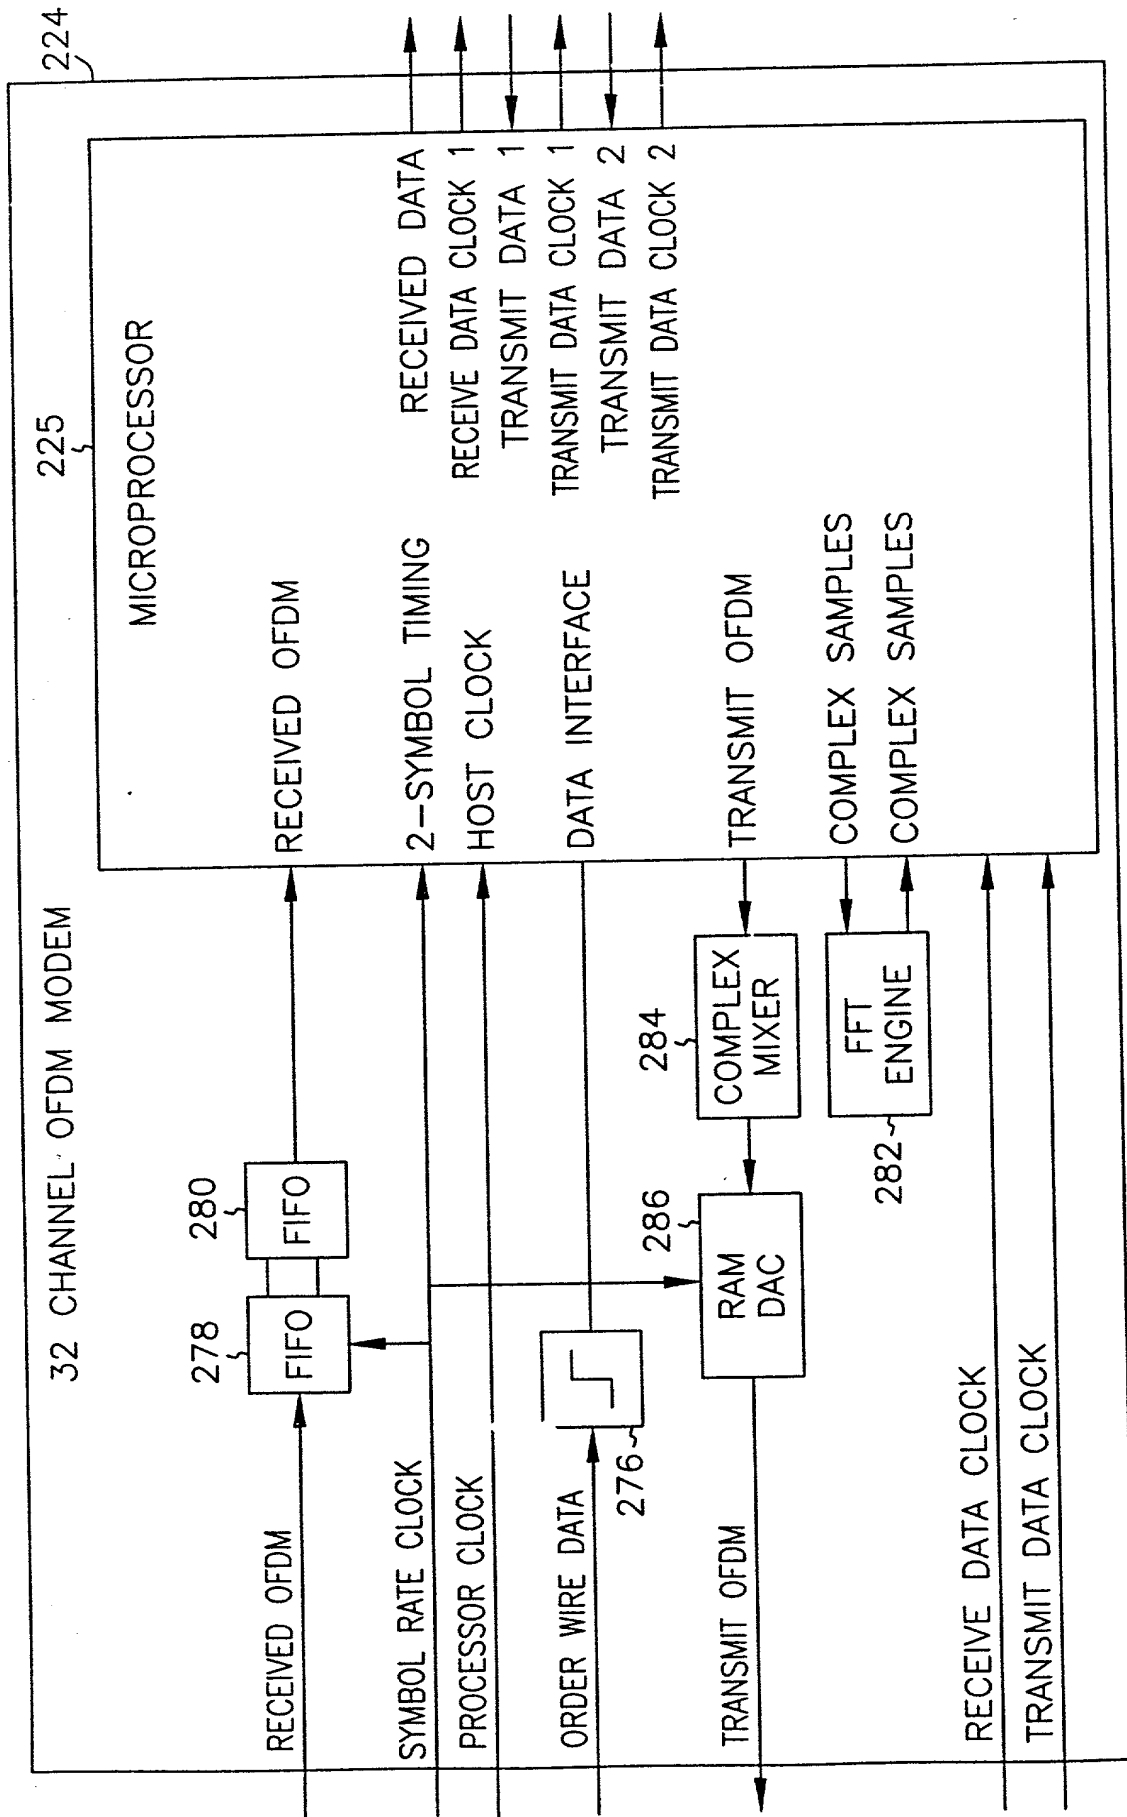 224
32 CHANNEL OFDM MODEM
225
MICROPROCESSOR
RECEIVED OFDM
278
FIFO
280
FIFO
RECEIVED OFDM
SYMBOL RATE CLOCK
2-SYMBOL TIMING
PROCESSOR CLOCK
HOST CLOCK
ORDER WIRE DATA
276
DATA INTERFACE
TRANSMIT OFDM
286
RAM
DAC
284
COMPLEX
MIXER
TRANSMIT OFDM
282
FFT
ENGINE
COMPLEX SAMPLES
COMPLEX SAMPLES
RECEIVE DATA CLOCK
TRANSMIT DATA CLOCK
RECEIVED DATA
RECEIVE DATA CLOCK 1
TRANSMIT DATA 1
TRANSMIT DATA CLOCK 1
TRANSMIT DATA 2
TRANSMIT DATA CLOCK 2